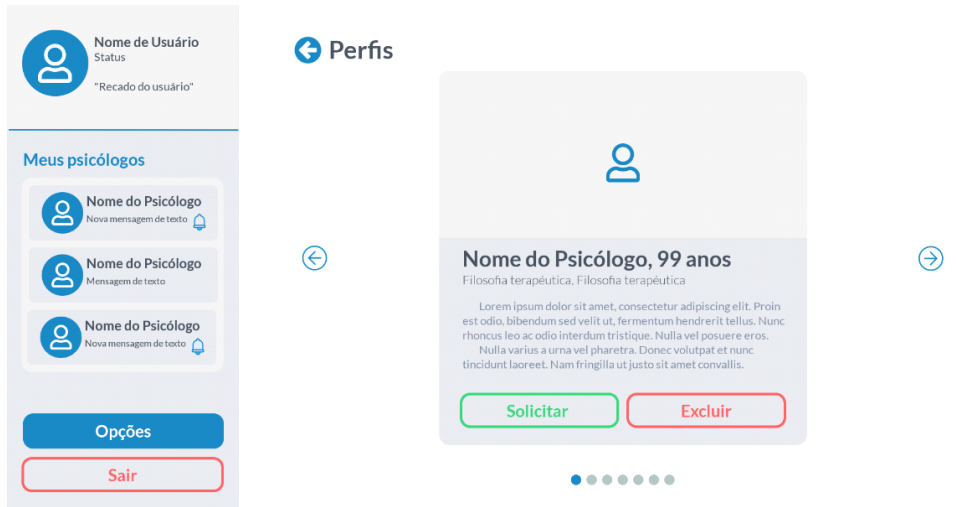 Nome de Usuário
Status
"Recado do usuário"
Meus psicólogos
Nome do Psicólogo
Nova mensagem de texto
Nome do Psicólogo
Mensagem de texto
Nome do Psicólogo
Nova mensagem de texto
Opções
Sair
Perfis
Nome do Psicólogo, 99 anos
Filosofia terapéutica, Filosofia terapéutica
Lorem ipsum dolor sit amet, consectetur adipiscing elit. Proin
est odio, bibendum sed velit ut, fermentum hendrerit tellus. Nunc
rhoncus leo ac odio interdum tristique. Nulla vel posuere eros.
Nulla varius a urna vel pharetra. Donec volutpat et nunc
tincidunt laoreet. Nam fringilla ut justo sit amet convallis.
Solicitar
Excluir